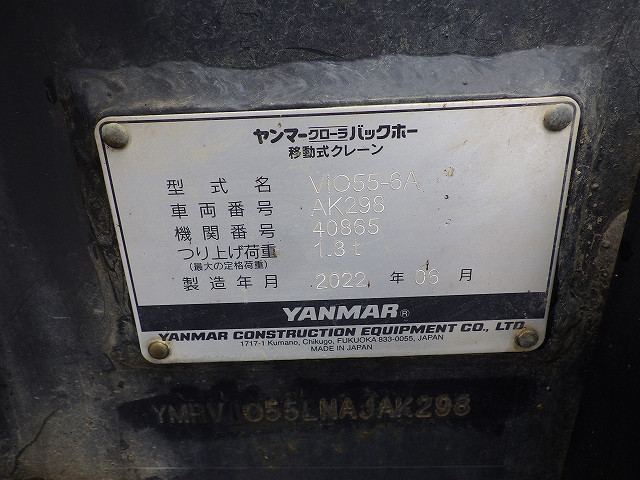 ヤンマークローラバックホー
移動式クレーン
型式名 VIO55-6A
車両番号 AK298
機関番号 40865
つり上げ荷重 1.3t
(最大の定格荷重)
製造年月 2022 年 06 月
YANMAR®
YANMAR CONSTRUCTION EQUIPMENT CO., LTD.
1717-1 Kumano, Chikugo, FUKUOKA 833-0055, JAPAN
MADE IN JAPAN
YMRVIO55LNAJAK298